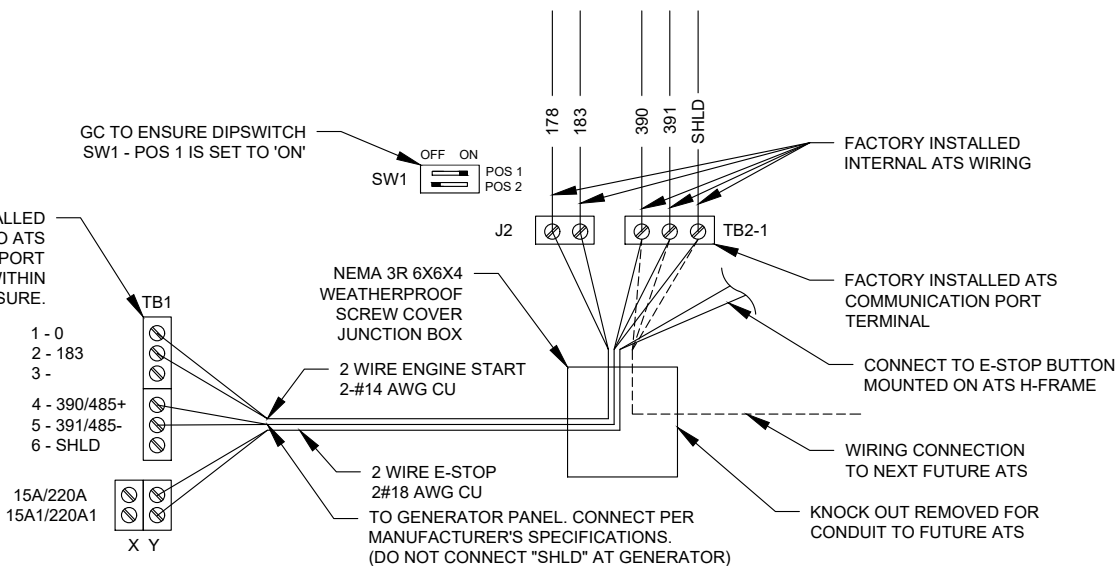 178
183
390
391
SHLD
GC TO ENSURE DIPSWITCH
SW1 - POS 1 IS SET TO 'ON'
OFF ON
SW1
POS 1
POS 2
FACTORY INSTALLED
INTERNAL ATS WIRING
J2
TB2-1
ALLED
O ATS
PORT
WITHIN
SURE.
NEMA 3R 6X6X4
WEATHERPROOF
SCREW COVER
JUNCTION BOX
FACTORY INSTALLED ATS
COMMUNICATION PORT
TERMINAL
TB1
1 - 0
2 - 183
3 -
4 - 390/485+
5 - 391/485-
6 - SHLD
2 WIRE ENGINE START
2-#14 AWG CU
CONNECT TO E-STOP BUTTON
MOUNTED ON ATS H-FRAME
WIRING CONNECTION
TO NEXT FUTURE ATS
2 WIRE E-STOP
2#18 AWG CU
15A/220A
15A1/220A1
X Y
TO GENERATOR PANEL. CONNECT PER
MANUFACTURER'S SPECIFICATIONS.
(DO NOT CONNECT "SHLD" AT GENERATOR)
KNOCK OUT REMOVED FOR
CONDUIT TO FUTURE ATS